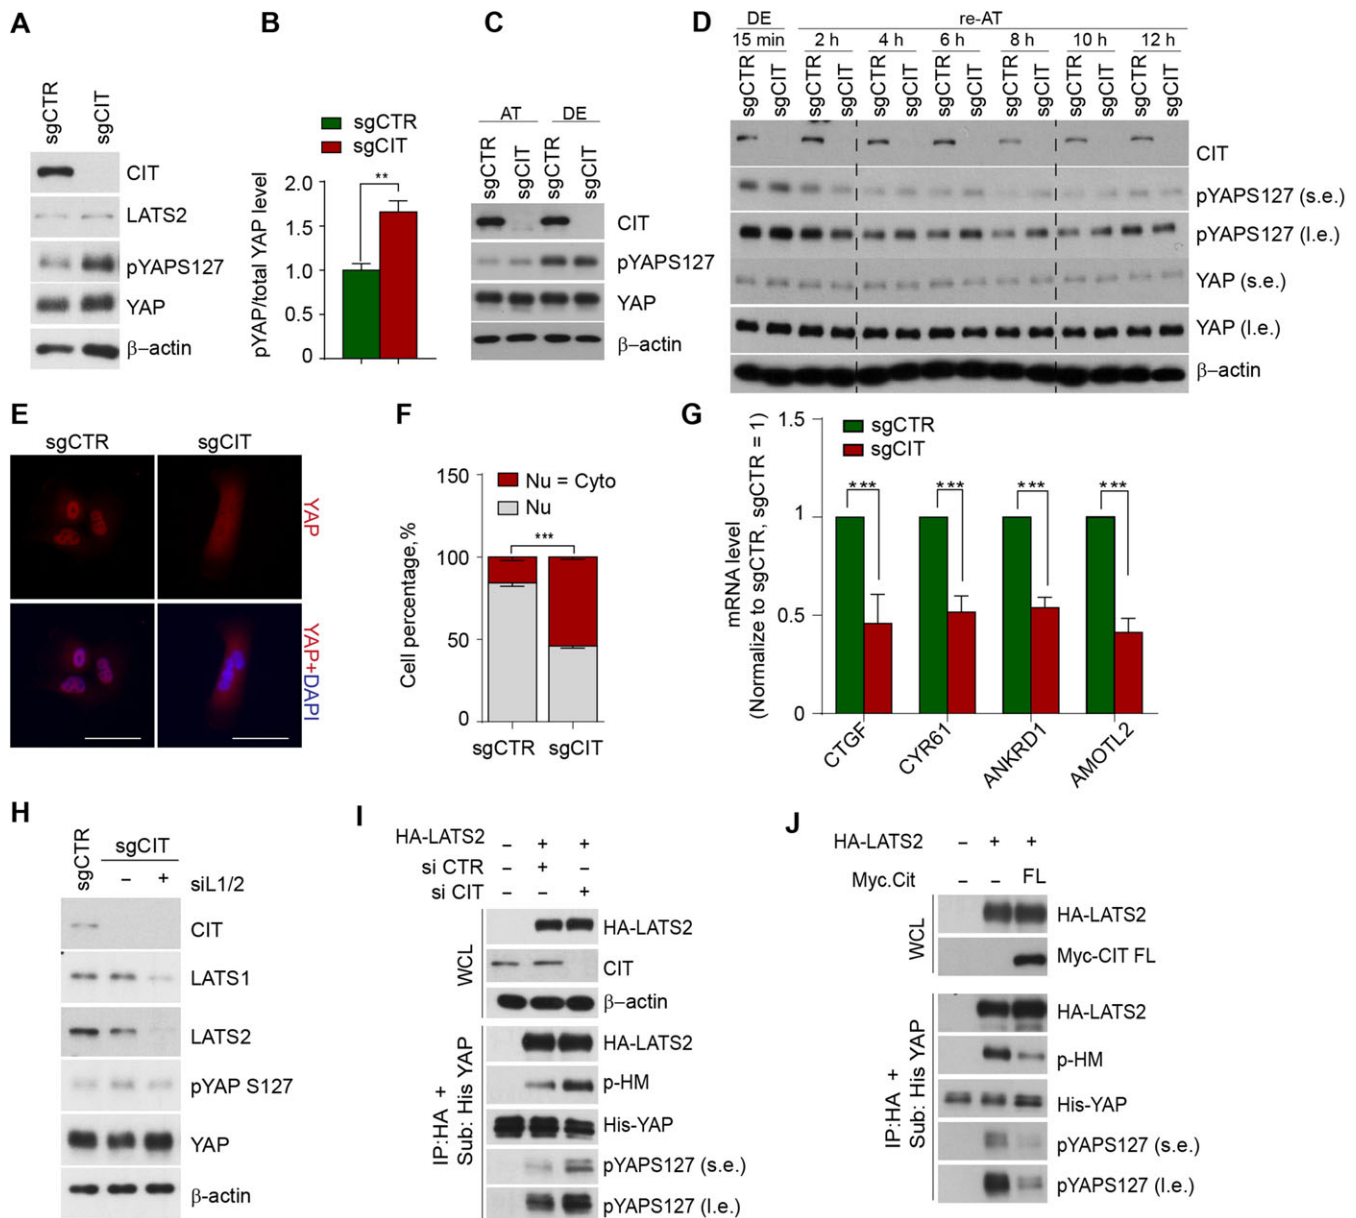 A
sgCTR
sgCIT
CIT
LATS2
pYAPS127
YAP
β–actin
B
sgCTR
sgCIT
pYAP/total YAP level
2.0
1.5
1.0
0.5
0
**
C
AT
DE
sgCTR
sgCIT
sgCTR
sgCIT
CIT
pYAPS127
YAP
β–actin
D
DE
re-AT
15 min
2 h
4 h
6 h
8 h
10 h
12 h
sgCTR
sgCIT
sgCTR
sgCIT
sgCTR
sgCIT
sgCTR
sgCIT
sgCTR
sgCIT
sgCTR
sgCIT
sgCTR
sgCIT
CIT
pYAPS127 (s.e.)
pYAPS127 (l.e.)
YAP (s.e.)
YAP (l.e.)
β–actin
E
sgCTR
sgCIT
YAP
YAP+DAPI
F
Nu = Cyto
Nu
Cell percentage, %
150
100
50
0
***
sgCTR
sgCIT
G
sgCTR
sgCIT
mRNA level
(Normalize to sgCTR, sgCTR = 1)
1.5
1
0.5
0
***
***
***
***
CTGF
CYR61
ANKRD1
AMOTL2
H
sgCTR
sgCIT
– + siL1/2
CIT
LATS1
LATS2
pYAP S127
YAP
β-actin
I
HA-LATS2 – + +
si CTR – +
si CIT – +
WCL
HA-LATS2
CIT
β–actin
IP:HA +
Sub: His YAP
HA-LATS2
p-HM
His-YAP
pYAPS127 (s.e.)
pYAPS127 (l.e.)
J
HA-LATS2 – + +
Myc.Cit – – FL
WCL
HA-LATS2
Myc-CIT FL
IP:HA +
Sub: His YAP
HA-LATS2
p-HM
His-YAP
pYAPS127 (s.e.)
pYAPS127 (l.e.)